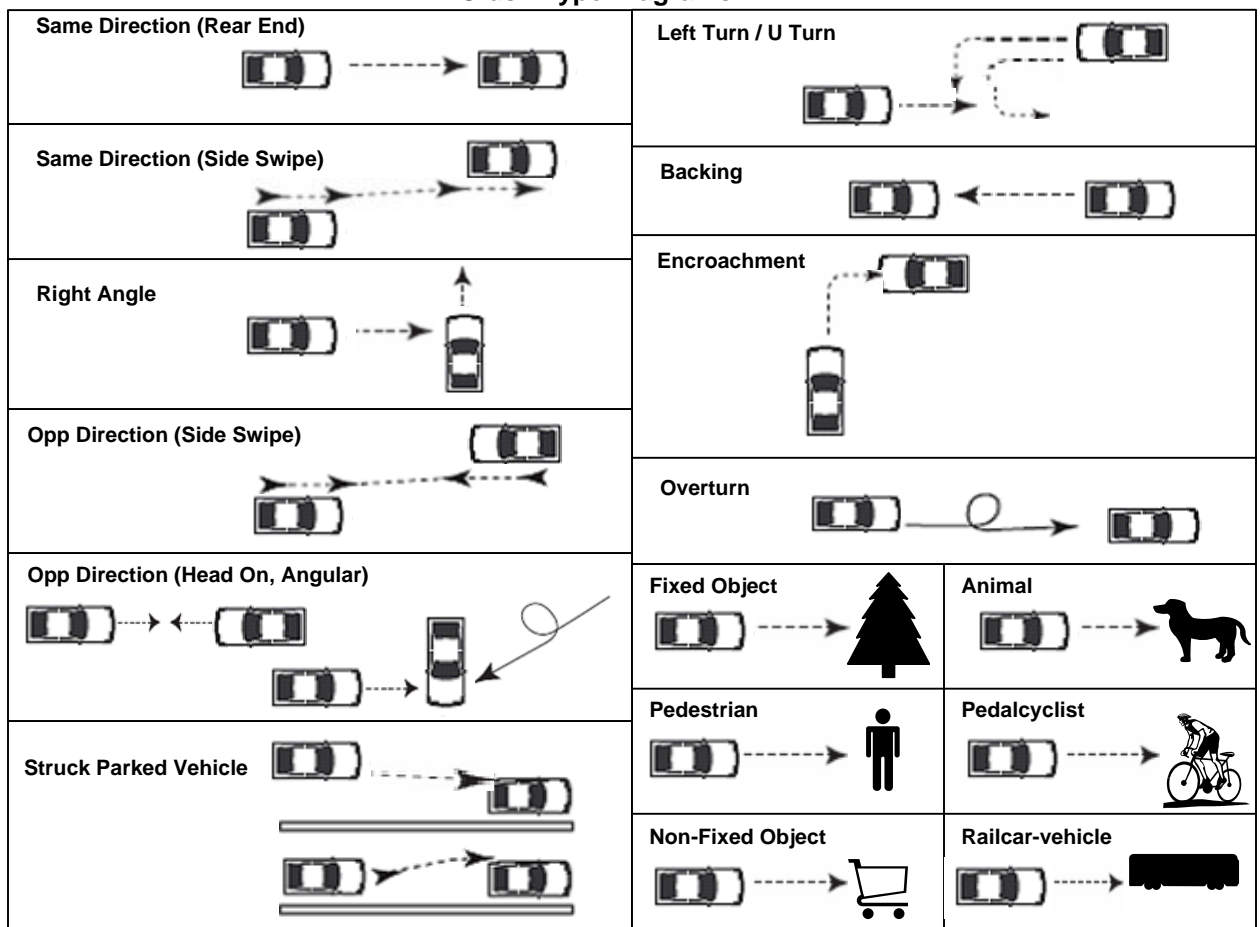 Same Direction (Rear End)
Same Direction (Side Swipe)
Right Angle
Opp Direction (Side Swipe)
Opp Direction (Head On, Angular)
Struck Parked Vehicle
Left Turn / U Turn
Backing
Encroachment
Overturn
Fixed Object
Animal
Pedestrian
Pedalcyclist
Non-Fixed Object
Railcar-vehicle